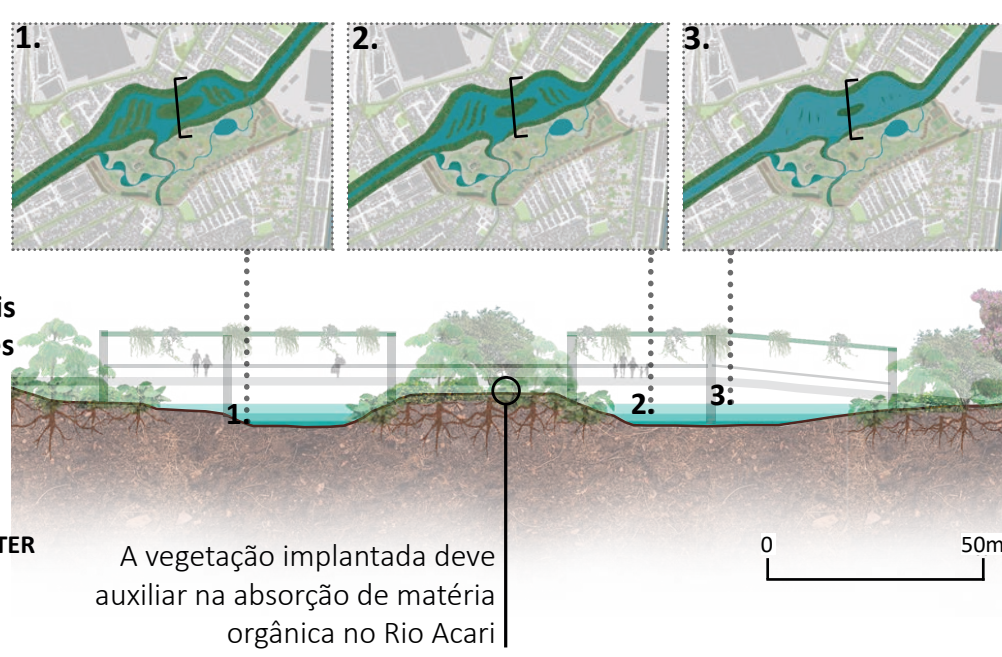 1.
2.
3.
is
s
1.
2.
3.
TER
0
50m
A vegetação implantada deve
auxiliar na absorção de matéria
orgânica no Rio Acari